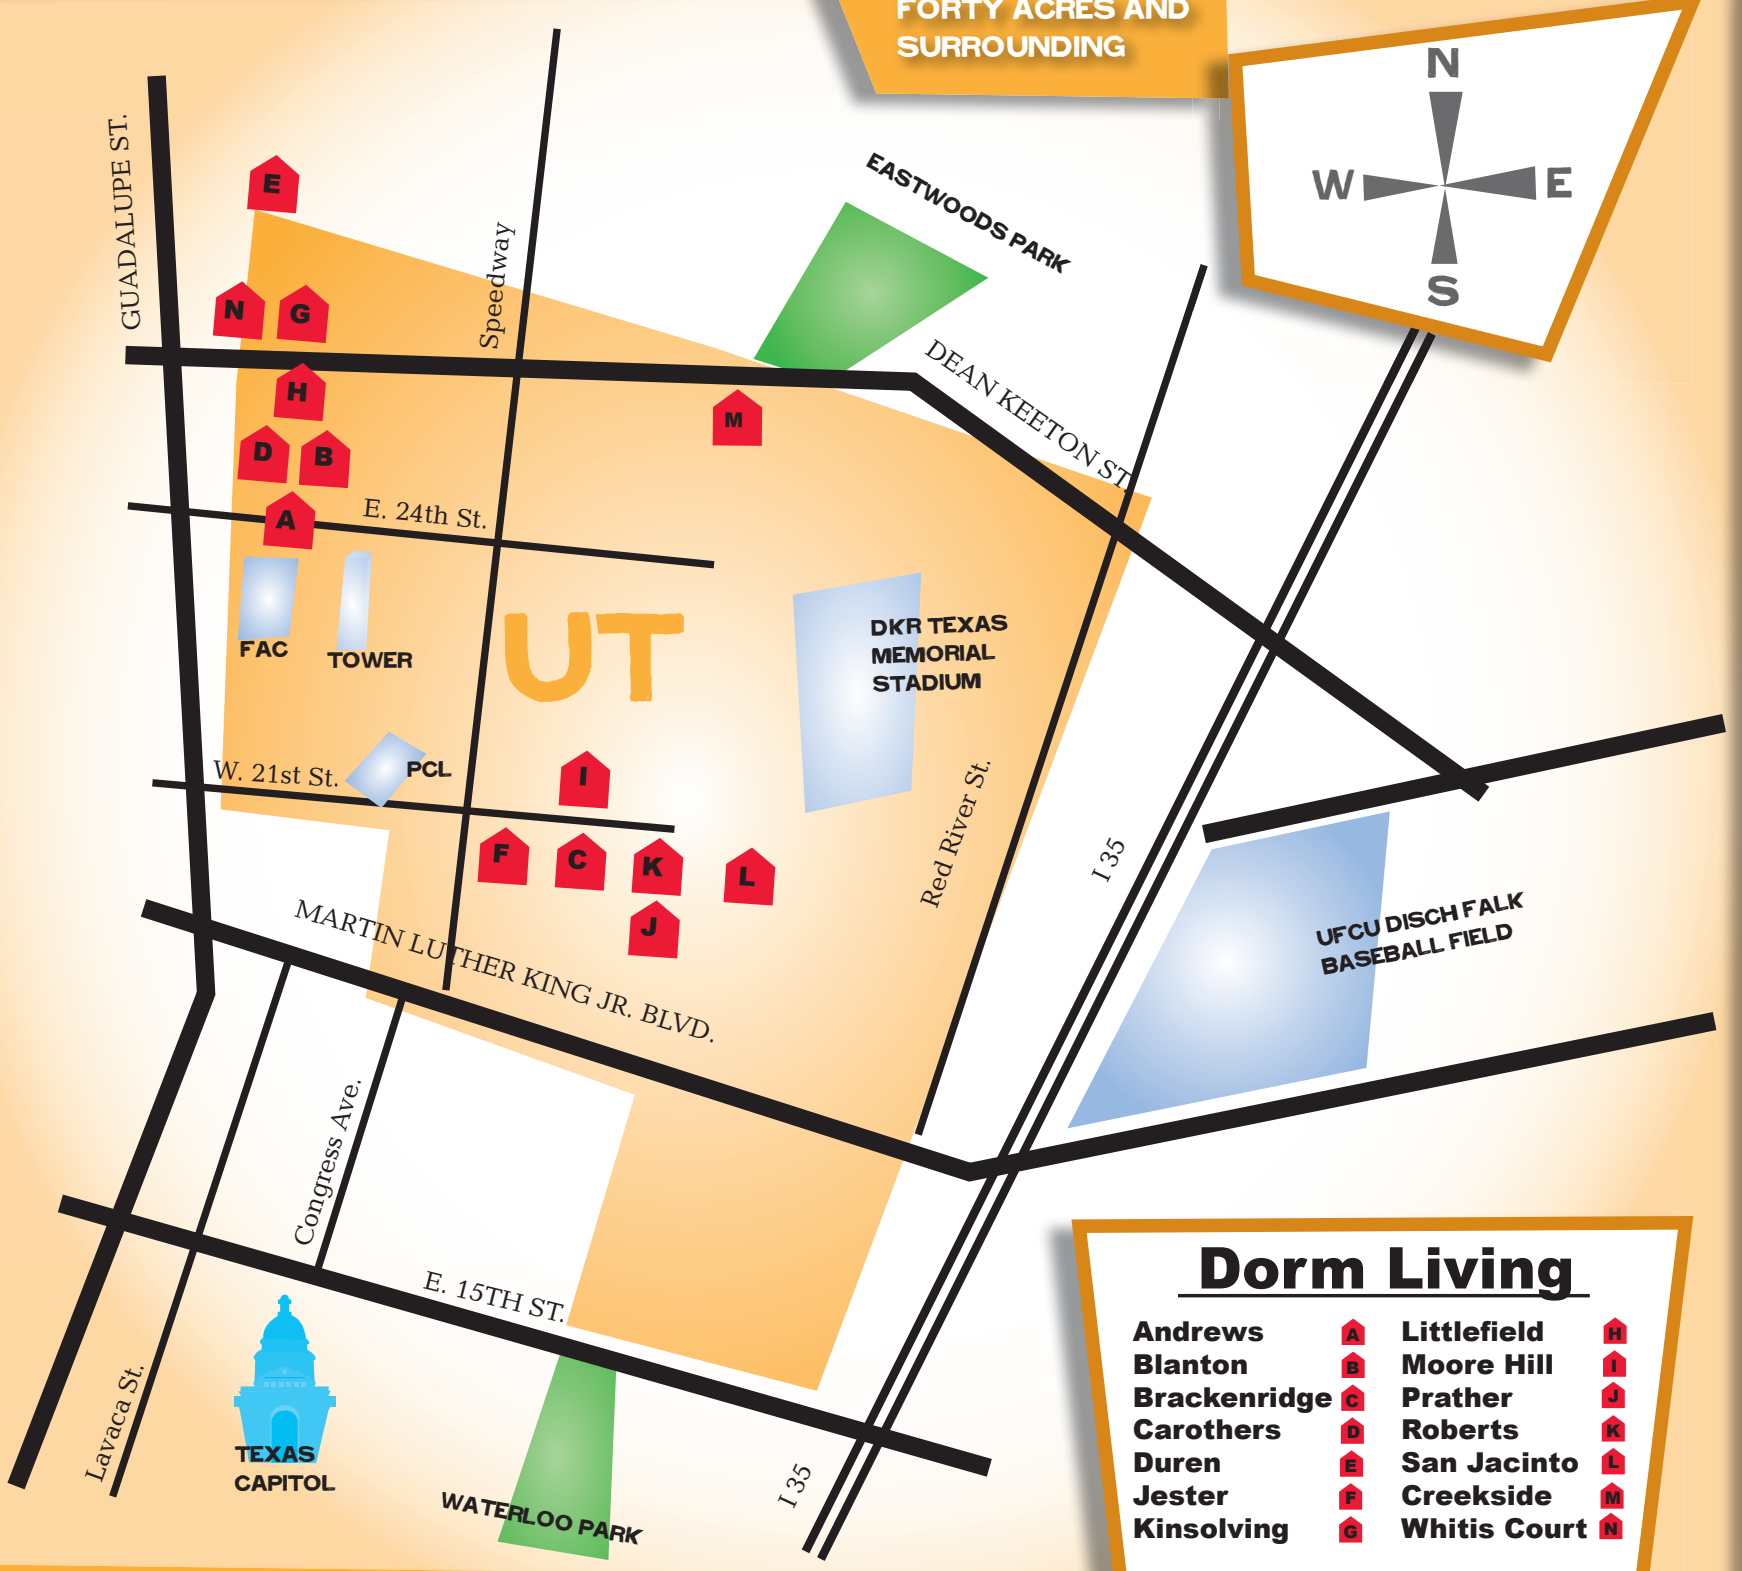 FORTY ACRES AND
SURROUNDING
N
W
E
S
GUADALUPE ST.
Speedway
EASTWOODS PARK
DEAN KEETON ST.
E
N
G
H
D
B
M
A
E. 24th St.
FAC
TOWER
UT
DKR TEXAS
MEMORIAL
STADIUM
W. 21st St.
PCL
I
F
C
K
L
J
Red River St.
I 35
UFCU DISCH FALK
BASEBALL FIELD
MARTIN LUTHER KING JR. BLVD.
Congress Ave.
E. 15TH ST.
Lavaca St.
TEXAS
CAPITOL
WATERLOO PARK
I 35
Dorm Living
Andrews A
Blanton B
Brackenridge C
Carothers D
Duren E
Jester F
Kinsolving G
Littlefield H
Moore Hill I
Prather J
Roberts K
San Jacinto L
Creekside M
Whitis Court N